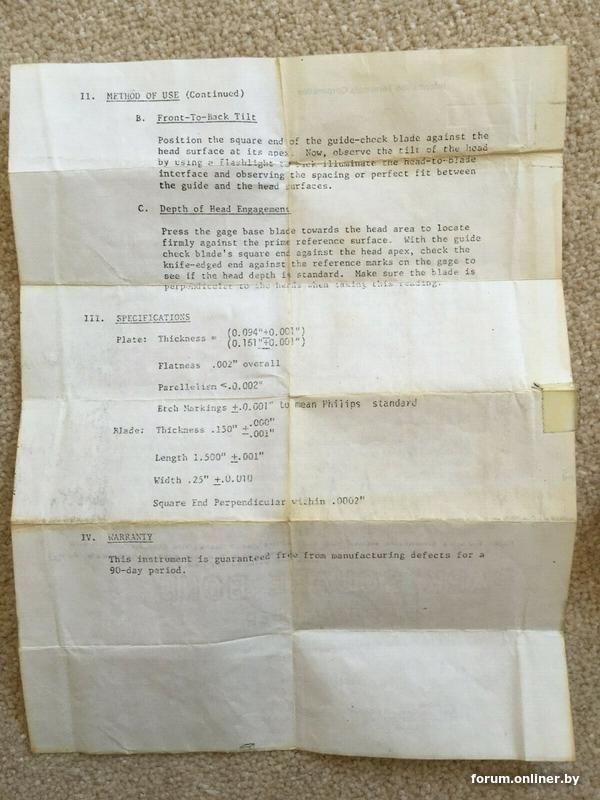 II. METHOD OF USE (Continued)
B. Front-To-Back Tilt
Position the square end of the guide-check blade against the
head surface at its apex. Now, observe the tilt of the head
by using a flashlight to back illuminate the head-to-blade
interface and observing the spacing or perfect fit between
the guide and the head surfaces.
C. Depth of Head Engagement
Press the gage base blade towards the head area to locate
firmly against the prime reference surface. With the guide
check blade's square end against the head apex, check the
knife-edged end against the reference marks on the gage to
see if the head depth is standard. Make sure the blade is
perpendicular to the heads when taking this reading.
III. SPECIFICATIONS
Plate: Thickness = (0.094"±0.001")
(0.161"±0.001")
Flatness .002" overall
Parallelism <.0.002"
Etch Markings ±.0.001" to mean Philips standard
Blade: Thickness .150" +.000"
-.001"
Length 1.500" ±.001"
Width .25" ±.0.010
Square End Perpendicular within .0002"
IV. WARRANTY
This instrument is guaranteed free from manufacturing defects for a
90-day period.
forum.onliner.by